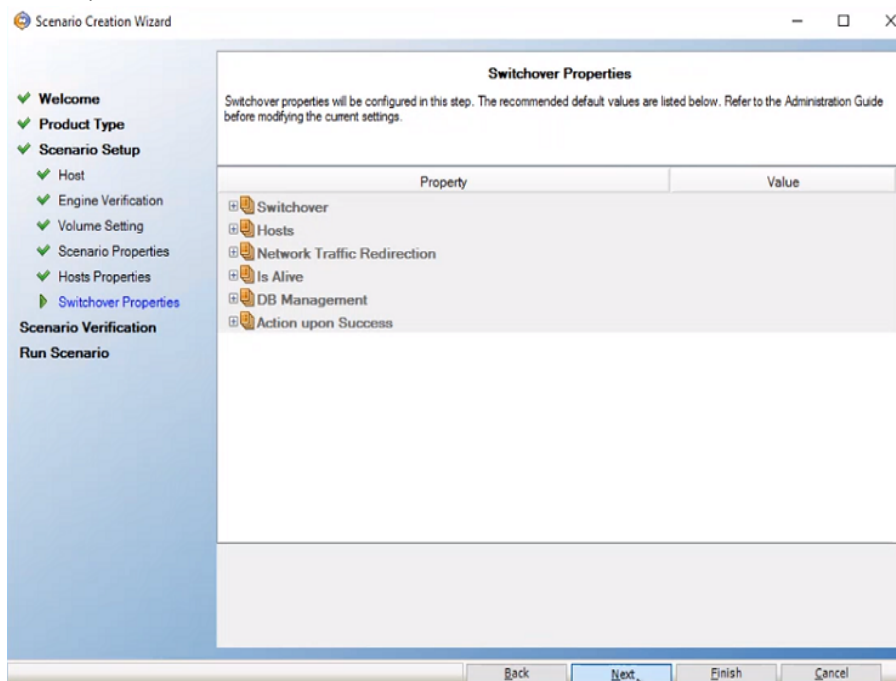 Scenario Creation Wizard
Switchover Properties
Switchover properties will be configured in this step. The recommended default values are listed below. Refer to the Administration Guide
before modifying the current settings.
Welcome
Product Type
Scenario Setup
Host
Engine Verification
Volume Setting
Scenario Properties
Hosts Properties
Switchover Properties
Scenario Verification
Run Scenario
Property Value
Switchover
Hosts
Network Traffic Redirection
Is Alive
DB Management
Action upon Success
Back Next Finish Cancel